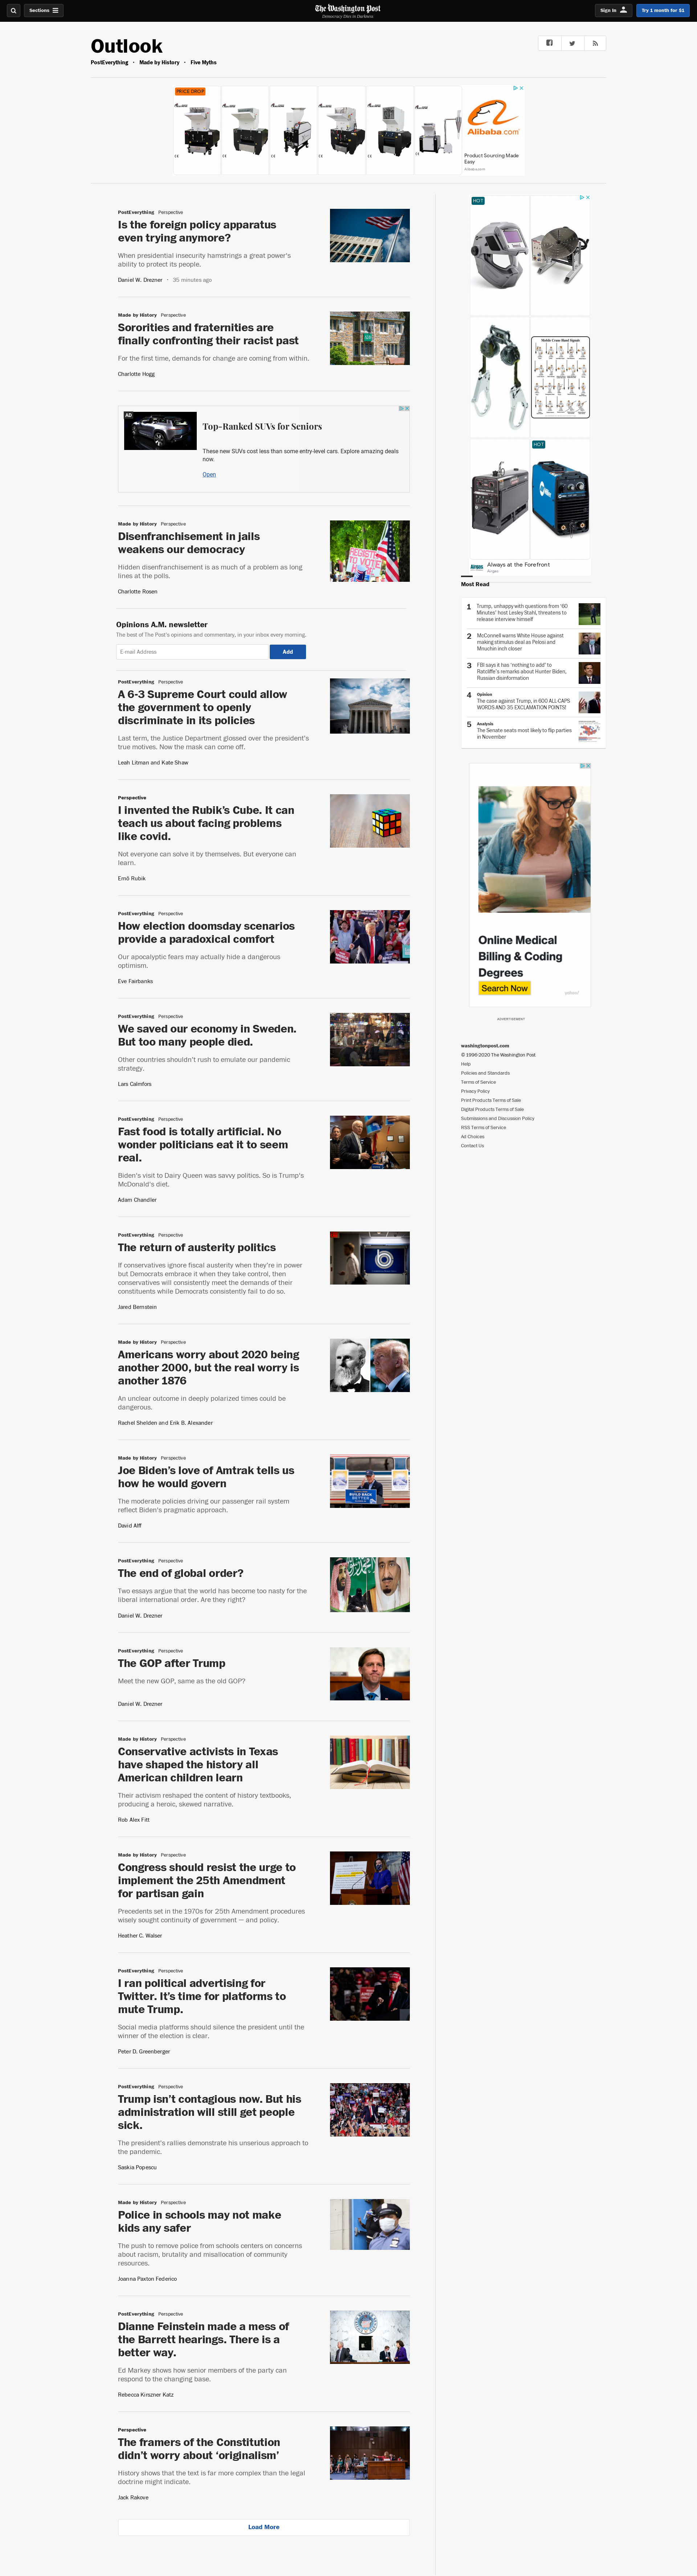 Sections
The Washington Post
Democracy Dies in Darkness
Sign In
Try 1 month for $1
Outlook
PostEverything • Made by History • Five Myths
PRICE DROP
Alibaba.com
Product Sourcing Made
Easy
Alibaba.com
PostEverything Perspective
Is the foreign policy apparatus
even trying anymore?
When presidential insecurity hamstrings a great power's
ability to protect its people.
Daniel W. Drezner • 35 minutes ago
Made by History Perspective
Sororities and fraternities are
finally confronting their racist past
For the first time, demands for change are coming from within.
Charlotte Hogg
AD
Top-Ranked SUVs for Seniors
These new SUVs cost less than some entry-level cars. Explore amazing deals
now.
Open
Made by History Perspective
Disenfranchisement in jails
weakens our democracy
Hidden disenfranchisement is as much of a problem as long
lines at the polls.
Charlotte Rosen
Opinions A.M. newsletter
The best of The Post's opinions and commentary, in your inbox every morning.
E-mail Address
Add
PostEverything Perspective
A 6-3 Supreme Court could allow
the government to openly
discriminate in its policies
Last term, the Justice Department glossed over the president's
true motives. Now the mask can come off.
Leah Litman and Kate Shaw
Perspective
I invented the Rubik's Cube. It can
teach us about facing problems
like covid.
Not everyone can solve it by themselves. But everyone can
learn.
Ernő Rubik
PostEverything Perspective
How election doomsday scenarios
provide a paradoxical comfort
Our apocalyptic fears may actually hide a dangerous
optimism.
Eve Fairbanks
PostEverything Perspective
We saved our economy in Sweden.
But too many people died.
Other countries shouldn't rush to emulate our pandemic
strategy.
Lars Calmfors
PostEverything Perspective
Fast food is totally artificial. No
wonder politicians eat it to seem
real.
Biden's visit to Dairy Queen was savvy politics. So is Trump's
McDonald's diet.
Adam Chandler
PostEverything Perspective
The return of austerity politics
If conservatives ignore fiscal austerity when they're in power
but Democrats embrace it when they take control, then
conservatives will consistently meet the demands of their
constituents while Democrats consistently fail to do so.
Jared Bernstein
Made by History Perspective
Americans worry about 2020 being
another 2000, but the real worry is
another 1876
An unclear outcome in deeply polarized times could be
dangerous.
Rachel Shelden and Erik B. Alexander
Made by History Perspective
Joe Biden's love of Amtrak tells us
how he would govern
The moderate policies driving our passenger rail system
reflect Biden's pragmatic approach.
David Alff
PostEverything Perspective
The end of global order?
Two essays argue that the world has become too nasty for the
liberal international order. Are they right?
Daniel W. Drezner
PostEverything Perspective
The GOP after Trump
Meet the new GOP, same as the old GOP?
Daniel W. Drezner
Made by History Perspective
Conservative activists in Texas
have shaped the history all
American children learn
Their activism reshaped the content of history textbooks,
producing a heroic, skewed narrative.
Rob Alex Fitt
Made by History Perspective
Congress should resist the urge to
implement the 25th Amendment
for partisan gain
Precedents set in the 1970s for 25th Amendment procedures
wisely sought continuity of government — and policy.
Heather C. Walser
PostEverything Perspective
I ran political advertising for
Twitter. It's time for platforms to
mute Trump.
Social media platforms should silence the president until the
winner of the election is clear.
Peter D. Greenberger
PostEverything Perspective
Trump isn't contagious now. But his
administration will still get people
sick.
The president's rallies demonstrate his unserious approach to
the pandemic.
Saskia Popescu
Made by History Perspective
Police in schools may not make
kids any safer
The push to remove police from schools centers on concerns
about racism, brutality and misallocation of community
resources.
Joanna Paxton Federico
PostEverything Perspective
Dianne Feinstein made a mess of
the Barrett hearings. There is a
better way.
Ed Markey shows how senior members of the party can
respond to the changing base.
Rebecca Kirszner Katz
Perspective
The framers of the Constitution
didn't worry about 'originalism'
History shows that the text is far more complex than the legal
doctrine might indicate.
Jack Rakove
Load More
HOT
HOT
Airgas
Always at the Forefront
Airgas
Most Read
1 Trump, unhappy with questions from '60
Minutes' host Lesley Stahl, threatens to
release interview himself
2 McConnell warns White House against
making stimulus deal as Pelosi and
Mnuchin inch closer
3 FBI says it has 'nothing to add' to
Ratcliffe's remarks about Hunter Biden,
Russian disinformation
4 Opinion
The case against Trump, in 600 ALL-CAPS
WORDS AND 35 EXCLAMATION POINTS!
5 Analysis
The Senate seats most likely to flip parties
in November
Online Medical
Billing & Coding
Degrees
Search Now
ADVERTISEMENT
washingtonpost.com
© 1996-2020 The Washington Post
Help
Policies and Standards
Terms of Service
Privacy Policy
Print Products Terms of Sale
Digital Products Terms of Sale
Submissions and Discussion Policy
RSS Terms of Service
Ad Choices
Contact Us